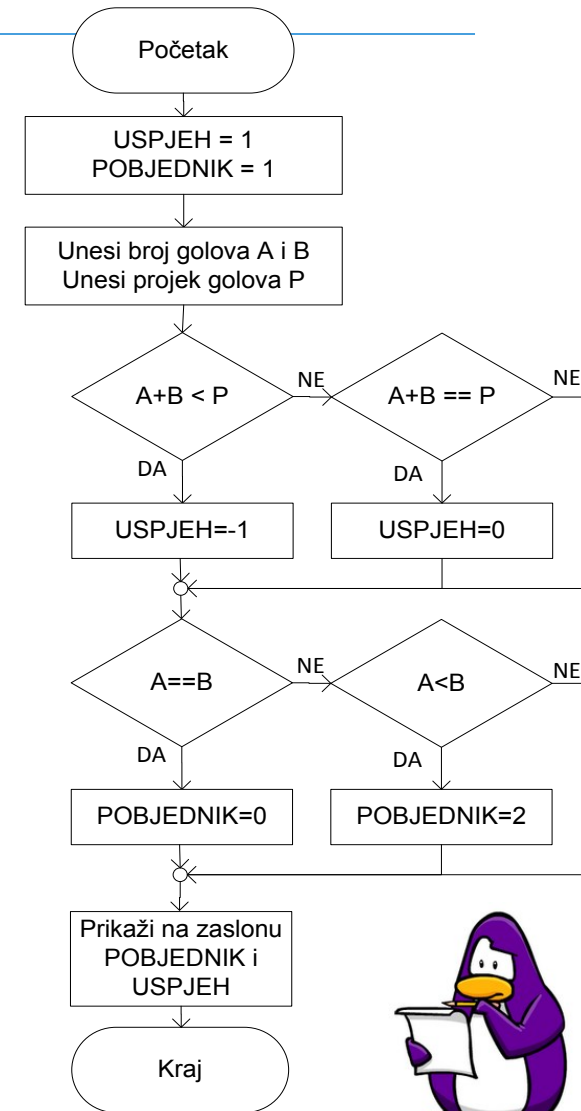 Početak
USPJEH = 1
POBJEDNIK = 1
Unesi broj golova A i B
Unesi projek golova P
A+B < P
NE
A+B == P
NE
DA
DA
USPJEH=-1
USPJEH=0
A==B
NE
A<B
NE
DA
DA
POBJEDNIK=0
POBJEDNIK=2
Prikaži na zaslonu
POBJEDNIK i
USPJEH
Kraj